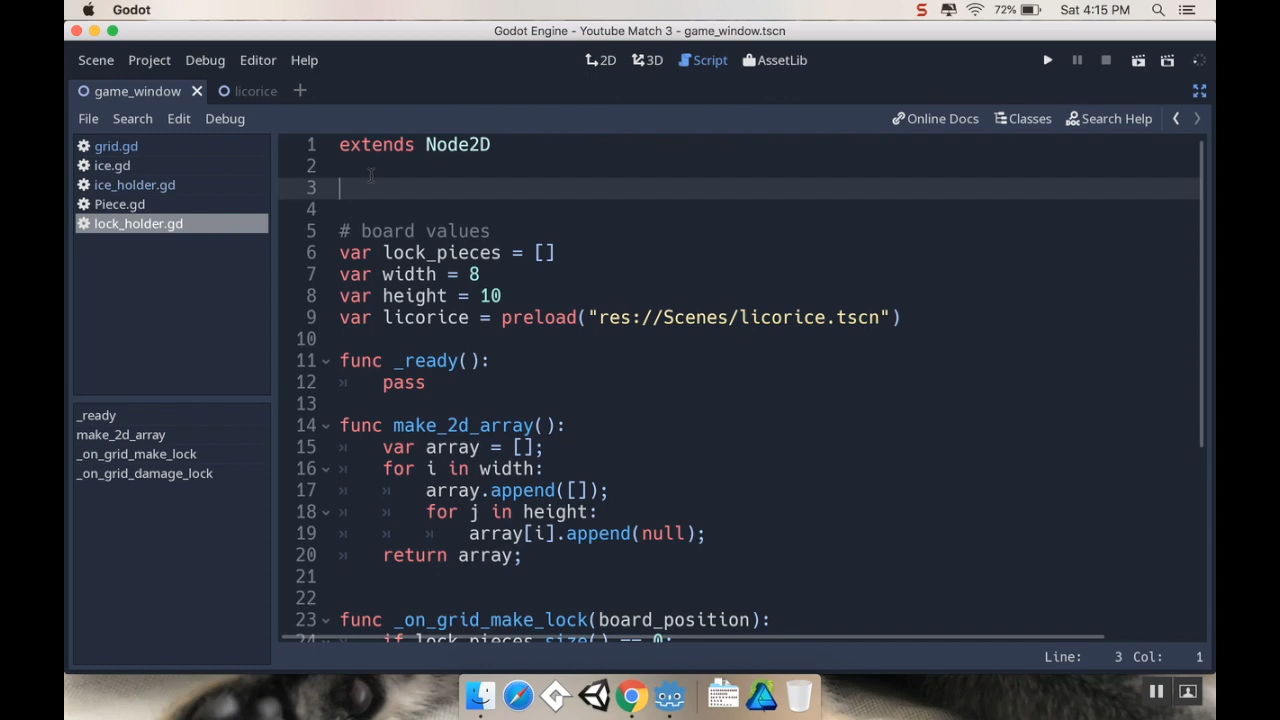 Godot
S
72%
Sat 4:15 PM
Godot Engine - Youtube Match 3 - game_window.tscn
Scene Project Debug Editor Help
2D 3D Script AssetLib
game_window
licorice
File Search Edit Debug
Online Docs Classes Search Help
grid.gd
ice.gd
ice_holder.gd
Piece.gd
lock_holder.gd
_ready
make_2d_array
_on_grid_make_lock
_on_grid_damage_lock
1 extends Node2D
2
3
4
5 # board values
6 var lock_pieces = []
7 var width = 8
8 var height = 10
9 var licorice = preload("res://Scenes/licorice.tscn")
10
11 func _ready():
12 pass
13
14 func make_2d_array():
15 var array = [];
16 for i in width:
17 array.append([]);
18 for j in height:
19 array[i].append(null);
20 return array;
21
22
23 func _on_grid_make_lock(board_position):
24 if lock_pieces.size() == 0:
Line: 3 Col: 1